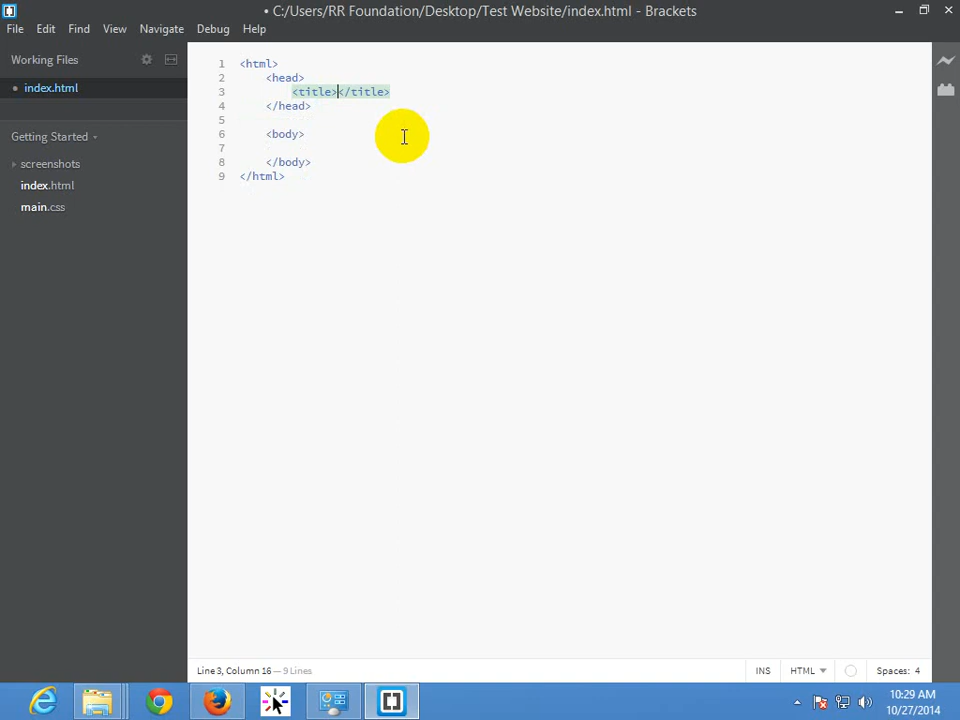 • C:/Users/RR Foundation/Desktop/Test Website/index.html - Brackets
File Edit Find View Navigate Debug Help
Working Files
index.html
Getting Started
screenshots
index.html
main.css
1 <html>
2 <head>
3 <title></title>
4 </head>
5
6 <body>
7
8 </body>
9 </html>
Line 3, Column 16 — 9 Lines
INS HTML Spaces: 4
10:29 AM
10/27/2014